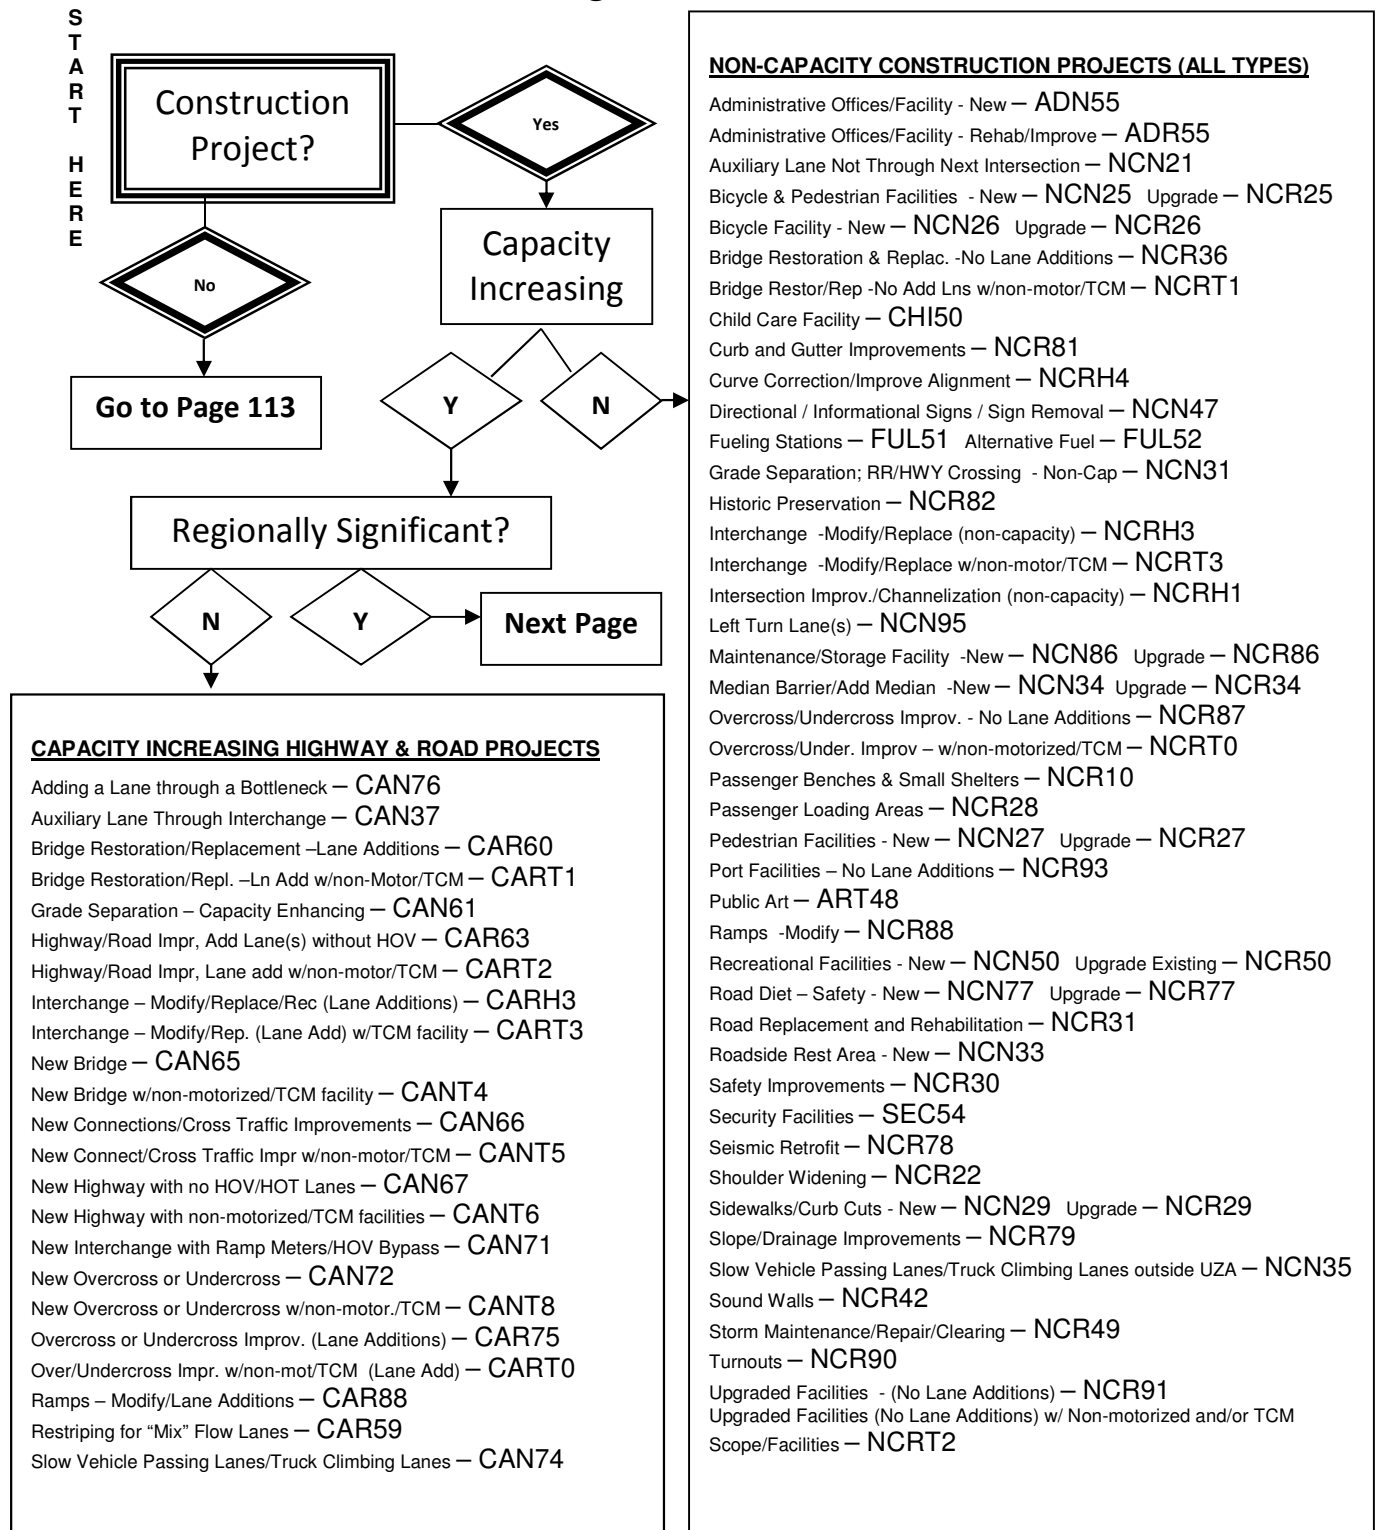 START HERE
Construction
Project?
Yes
No
Capacity
Increasing
Go to Page 113
Y
N
Regionally Significant?
N
Y
Next Page
CAPACITY INCREASING HIGHWAY & ROAD PROJECTS
Adding a Lane through a Bottleneck – CAN76
Auxiliary Lane Through Interchange – CAN37
Bridge Restoration/Replacement –Lane Additions – CAR60
Bridge Restoration/Repl. –Ln Add w/non-Motor/TCM – CART1
Grade Separation – Capacity Enhancing – CAN61
Highway/Road Impr, Add Lane(s) without HOV – CAR63
Highway/Road Impr, Lane add w/non-motor/TCM – CART2
Interchange – Modify/Replace/Rec (Lane Additions) – CARH3
Interchange – Modify/Rep. (Lane Add) w/TCM facility – CART3
New Bridge – CAN65
New Bridge w/non-motorized/TCM facility – CANT4
New Connections/Cross Traffic Improvements – CAN66
New Connect/Cross Traffic Impr w/non-motor/TCM – CANT5
New Highway with no HOV/HOT Lanes – CAN67
New Highway with non-motorized/TCM facilities – CANT6
New Interchange with Ramp Meters/HOV Bypass – CAN71
New Overcross or Undercross – CAN72
New Overcross or Undercross w/non-motor./TCM – CANT8
Overcross or Undercross Improv. (Lane Additions) – CAR75
Over/Undercross Impr. w/non-mot/TCM (Lane Add) – CART0
Ramps – Modify/Lane Additions – CAR88
Restriping for “Mix” Flow Lanes – CAR59
Slow Vehicle Passing Lanes/Truck Climbing Lanes – CAN74
NON-CAPACITY CONSTRUCTION PROJECTS (ALL TYPES)
Administrative Offices/Facility - New – ADN55
Administrative Offices/Facility - Rehab/Improve – ADR55
Auxiliary Lane Not Through Next Intersection – NCN21
Bicycle & Pedestrian Facilities - New – NCN25 Upgrade – NCR25
Bicycle Facility - New – NCN26 Upgrade – NCR26
Bridge Restoration & Replac. -No Lane Additions – NCR36
Bridge Restor/Rep -No Add Lns w/non-motor/TCM – NCRT1
Child Care Facility – CHI50
Curb and Gutter Improvements – NCR81
Curve Correction/Improve Alignment – NCRH4
Directional / Informational Signs / Sign Removal – NCN47
Fueling Stations – FUL51 Alternative Fuel – FUL52
Grade Separation; RR/HWY Crossing - Non-Cap – NCN31
Historic Preservation – NCR82
Interchange -Modify/Replace (non-capacity) – NCRH3
Interchange -Modify/Replace w/non-motor/TCM – NCRT3
Intersection Improv./Channelization (non-capacity) – NCRH1
Left Turn Lane(s) – NCN95
Maintenance/Storage Facility -New – NCN86 Upgrade – NCR86
Median Barrier/Add Median -New – NCN34 Upgrade – NCR34
Overcross/Undercross Improv. - No Lane Additions – NCR87
Overcross/Under. Improv – w/non-motorized/TCM – NCRT0
Passenger Benches & Small Shelters – NCR10
Passenger Loading Areas – NCR28
Pedestrian Facilities - New – NCN27 Upgrade – NCR27
Port Facilities – No Lane Additions – NCR93
Public Art – ART48
Ramps -Modify – NCR88
Recreational Facilities - New – NCN50 Upgrade Existing – NCR50
Road Diet – Safety - New – NCN77 Upgrade – NCR77
Road Replacement and Rehabilitation – NCR31
Roadside Rest Area - New – NCN33
Safety Improvements – NCR30
Security Facilities – SEC54
Seismic Retrofit – NCR78
Shoulder Widening – NCR22
Sidewalks/Curb Cuts - New – NCN29 Upgrade – NCR29
Slope/Drainage Improvements – NCR79
Slow Vehicle Passing Lanes/Truck Climbing Lanes outside UZA – NCN35
Sound Walls – NCR42
Storm Maintenance/Repair/Clearing – NCR49
Turnouts – NCR90
Upgraded Facilities - (No Lane Additions) – NCR91
Upgraded Facilities (No Lane Additions) w/ Non-motorized and/or TCM
Scope/Facilities – NCRT2